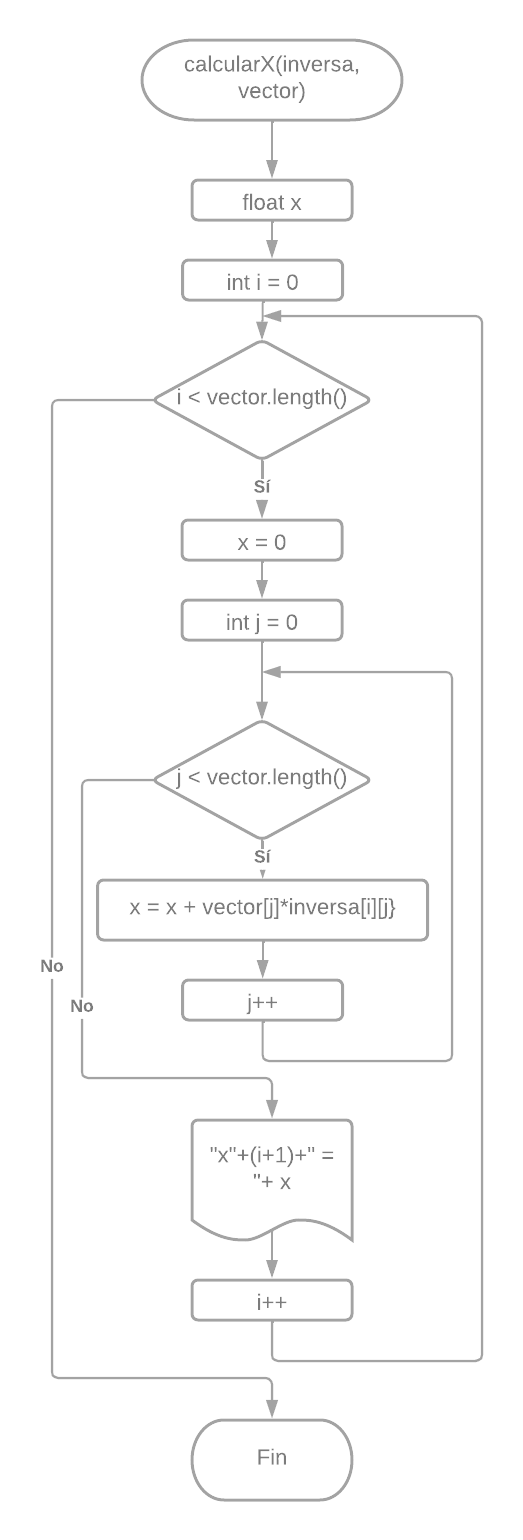 calcularX(inversa,
vector)
float x
int i = 0
i < vector.length()
Sí
x = 0
int j = 0
j < vector.length()
Sí
x = x + vector[j]*inversa[i][j}
No
j++
No
"x"+(i+1)+" =
"+ x
i++
Fin